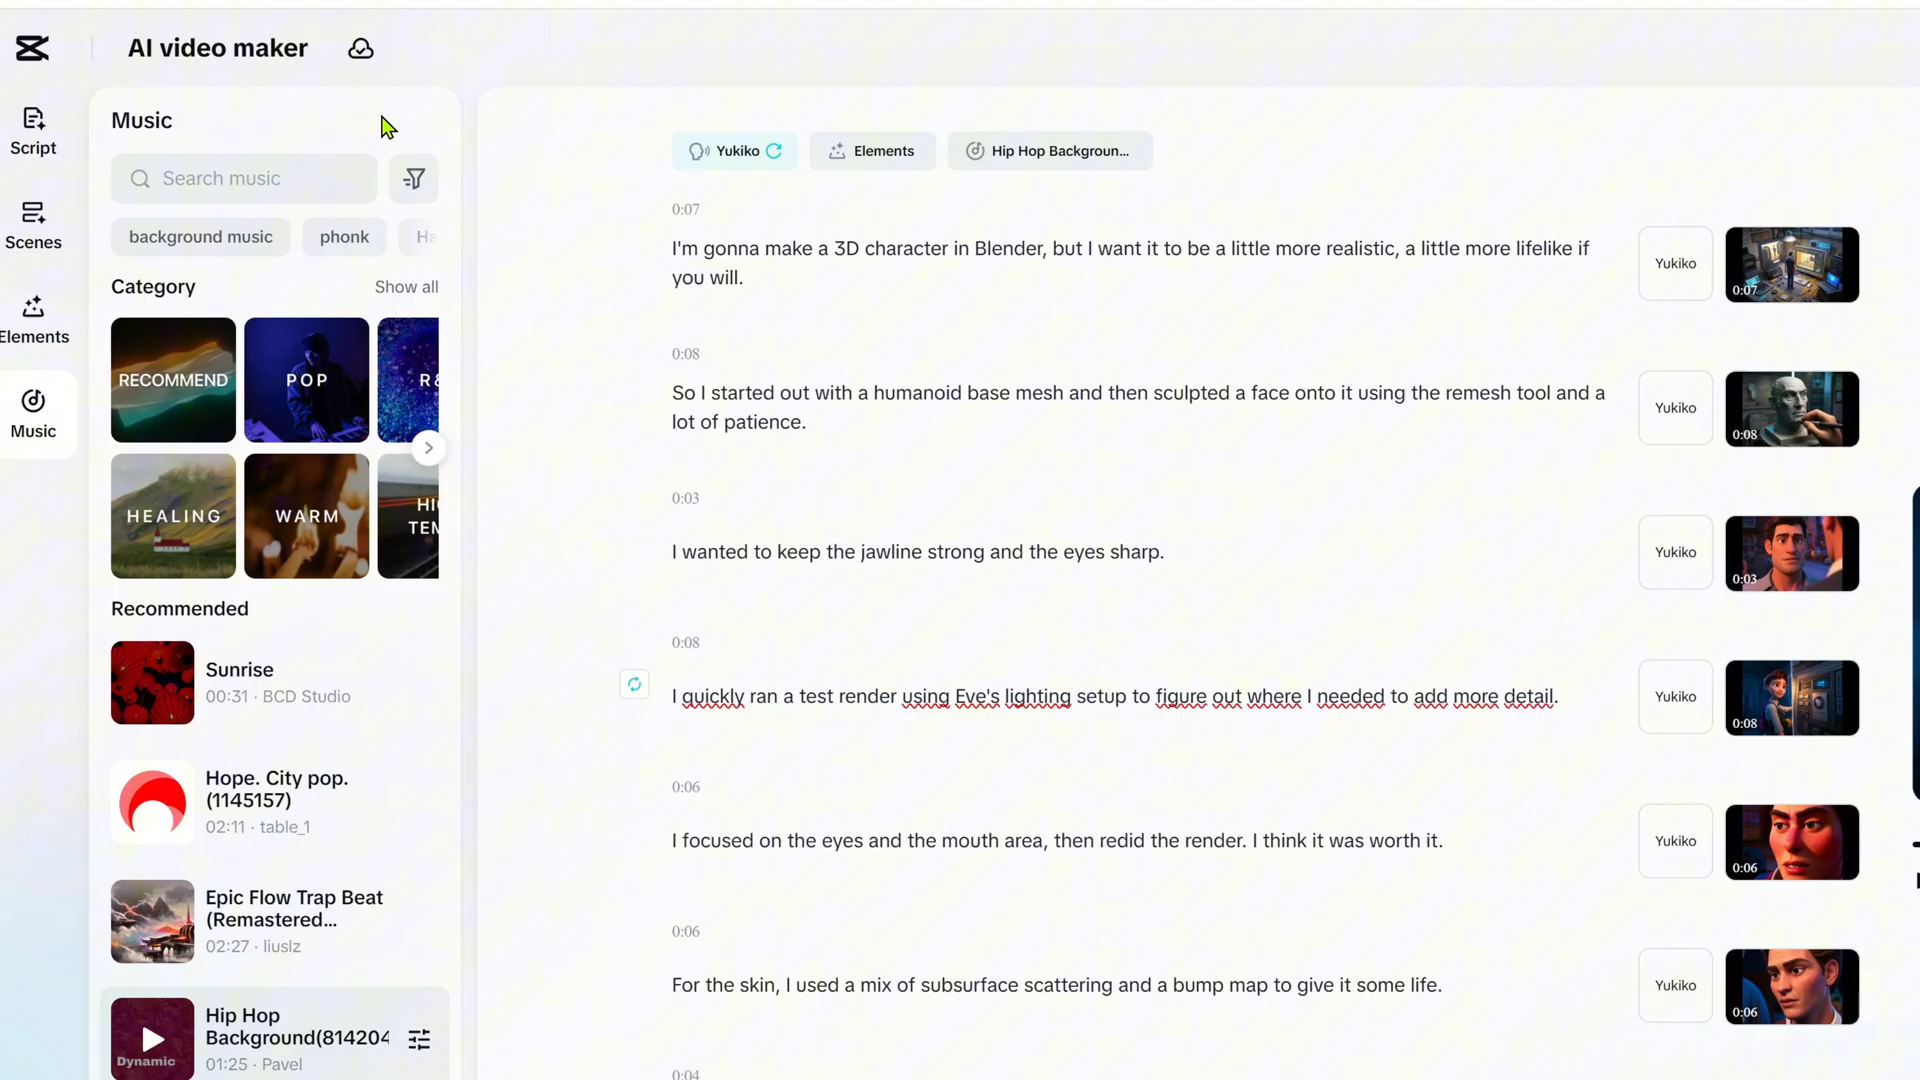 AI video maker
Script
Scenes
Elements
Music
Music
Search music
background music
phonk
Ha
Category
Show all
RECOMMEND
POP
R&
HEALING
WARM
HI
TEM
Recommended
Sunrise
00:31 · BCD Studio
Hope. City pop.
(1145157)
02:11 · table_1
Epic Flow Trap Beat
(Remastered...
02:27 · liuslz
Hip Hop
Background(814204
Dynamic
01:25 · Pavel
Yukiko
Elements
Hip Hop Backgroun...
0:07
I'm gonna make a 3D character in Blender, but I want it to be a little more realistic, a little more lifelike if
you will.
Yukiko
0:07
0:08
So I started out with a humanoid base mesh and then sculpted a face onto it using the remesh tool and a
lot of patience.
Yukiko
0:08
0:03
I wanted to keep the jawline strong and the eyes sharp.
Yukiko
0:03
0:08
I quickly ran a test render using Eve's lighting setup to figure out where I needed to add more detail.
Yukiko
0:08
0:06
I focused on the eyes and the mouth area, then redid the render. I think it was worth it.
Yukiko
0:06
0:06
For the skin, I used a mix of subsurface scattering and a bump map to give it some life.
Yukiko
0:06
0:04